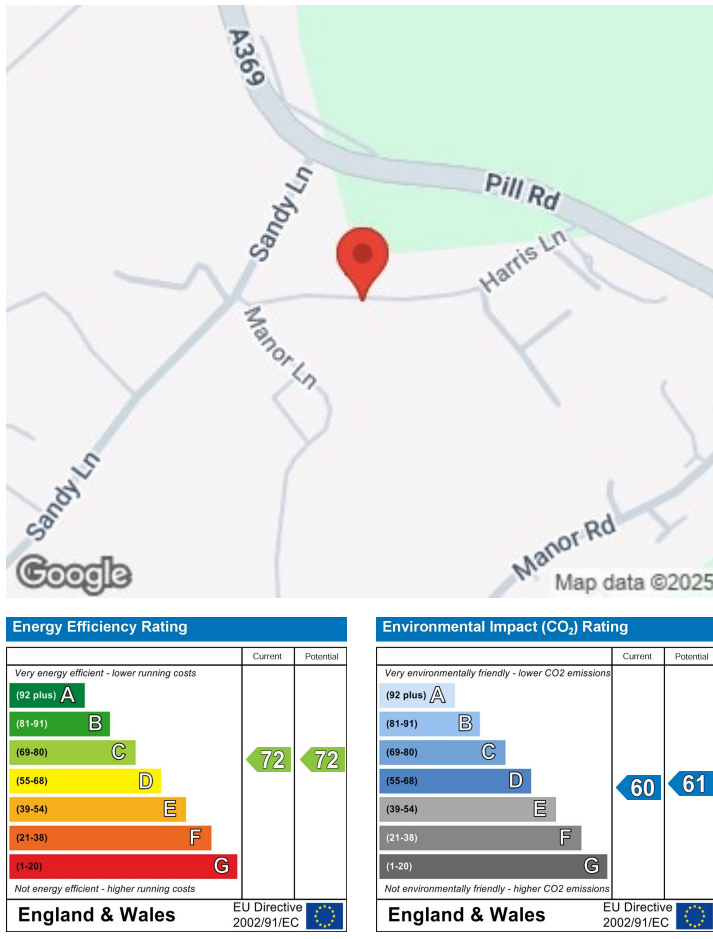 A369
Pill Rd
Sandy Ln
Harris Ln
Manor Ln
Sandy Ln
Manor Rd
Google
Map data ©2025
Energy Efficiency Rating
Current
Potential
Very energy efficient - lower running costs
(92 plus) A
(81-91) B
(69-80) C
72
72
(55-68) D
(39-54) E
(21-38) F
(1-20) G
Not energy efficient - higher running costs
England & Wales
EU Directive
2002/91/EC
Environmental Impact (CO₂) Rating
Current
Potential
Very environmentally friendly - lower CO2 emissions
(92 plus) A
(81-91) B
(69-80) C
(55-68) D
60
61
(39-54) E
(21-38) F
(1-20) G
Not environmentally friendly - higher CO2 emissions
England & Wales
EU Directive
2002/91/EC